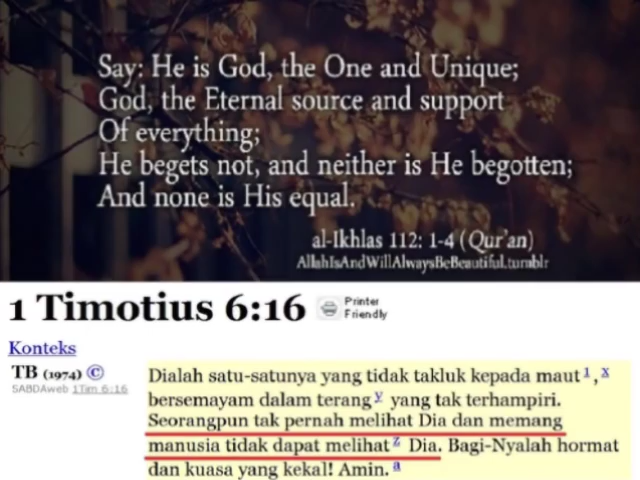 Say: He is God, the One and Unique;
God, the Eternal source and support
Of everything;
He begets not, and neither is He begotten;
And none is His equal.
al-Ikhlas 112: 1-4 (Qur'an)
AllahIsAndWillAlwaysBeBeautiful.tumblr
1 Timotius 6:16
Printer
Friendly
Konteks
TB (1974) ©
SABDAweb 1Tim 6:16
Dialah satu-satunya yang tidak takluk kepada maut 1 , x
bersemayam dalam terang y yang tak terhampiri.
Seorangpun tak pernah melihat Dia dan memang
manusia tidak dapat melihat z Dia. Bagi-Nyalah hormat
dan kuasa yang kekal! Amin. a